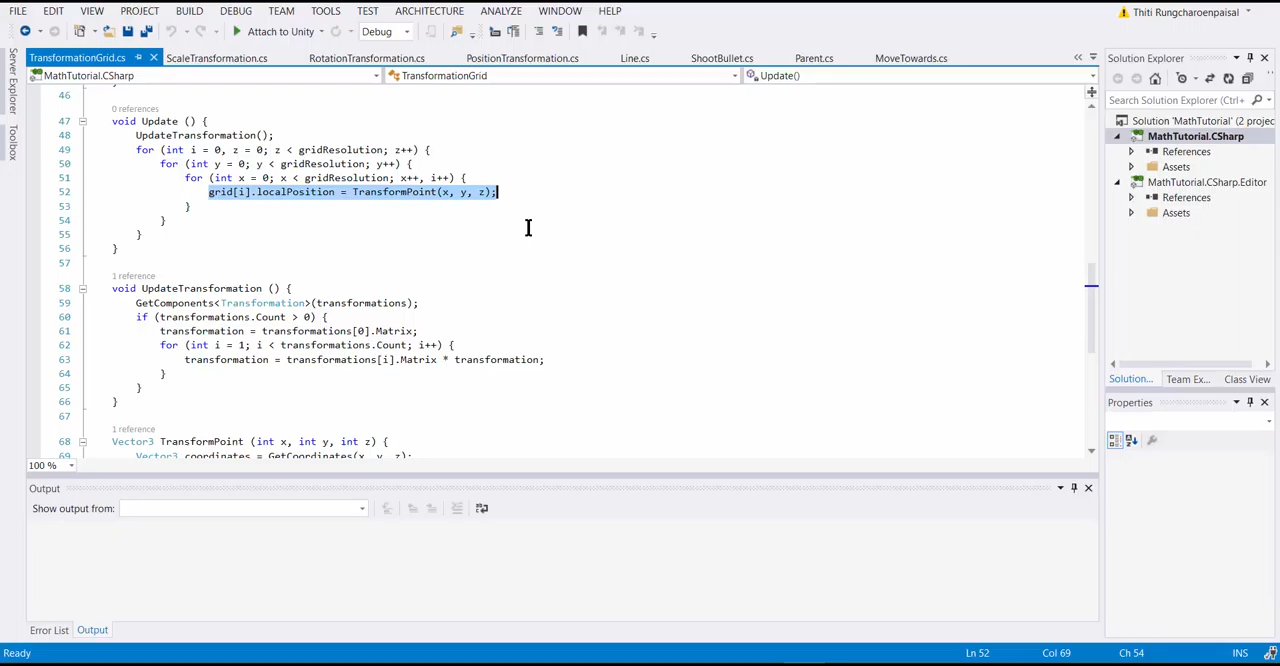 FILE EDIT VIEW PROJECT BUILD DEBUG TEAM TOOLS TEST ARCHITECTURE ANALYZE WINDOW HELP
Thiti Rungcharoenpaisal
Attach to Unity Debug
Server Explorer
Toolbox
TransformationGrid.cs ScaleTransformation.cs RotationTransformation.cs PositionTransformation.cs Line.cs ShootBullet.cs Parent.cs MoveTowards.cs
MathTutorial.CSharp TransformationGrid Update()
46
0 references
47 void Update () {
48 UpdateTransformation();
49 for (int i = 0, z = 0; z < gridResolution; z++) {
50 for (int y = 0; y < gridResolution; y++) {
51 for (int x = 0; x < gridResolution; x++, i++) {
52 grid[i].localPosition = TransformPoint(x, y, z);
53 }
54 }
55 }
56 }
57
1 reference
58 void UpdateTransformation () {
59 GetComponents<Transformation>(transformations);
60 if (transformations.Count > 0) {
61 transformation = transformations[0].Matrix;
62 for (int i = 1; i < transformations.Count; i++) {
63 transformation = transformations[i].Matrix * transformation;
64 }
65 }
66 }
67
1 reference
68 Vector3 TransformPoint (int x, int y, int z) {
69 Vector3 coordinates = GetCoordinates(x, y, z);
100 %
Output
Show output from:
Error List Output
Solution Explorer
Search Solution Explorer (Ctrl+
Solution 'MathTutorial' (2 projec
MathTutorial.CSharp
References
Assets
MathTutorial.CSharp.Editor
References
Assets
Solution... Team Ex... Class View
Properties
Ready Ln 52 Col 69 Ch 54 INS